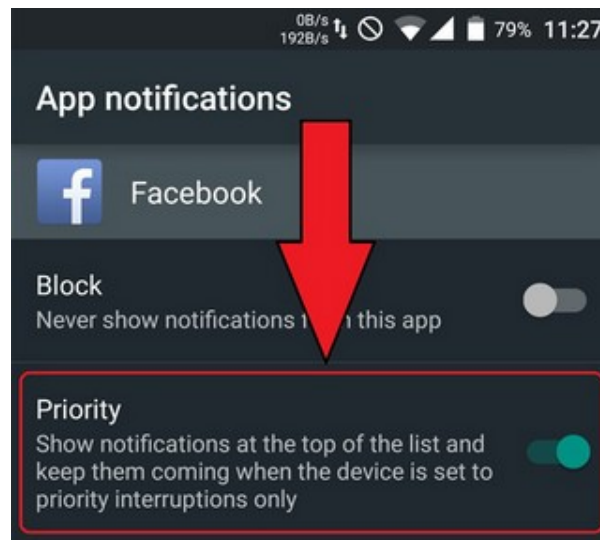 0B/s
192B/s 79% 11:27
App notifications
f Facebook
Block
Never show notifications f n this app
Priority
Show notifications at the top of the list and
keep them coming when the device is set to
priority interruptions only